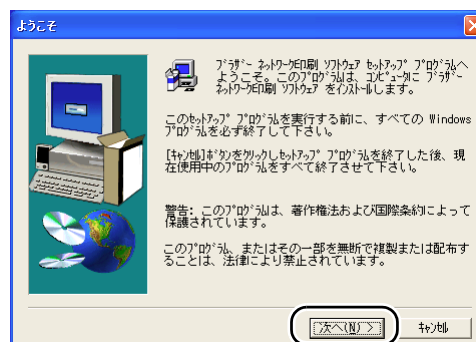 ようこそ
ﾌﾞﾗｻﾞｰ ﾈｯﾄﾜｰｸ印刷 ｿﾌﾄｳｪｱ ｾｯﾄｱｯﾌﾟ ﾌﾟﾛｸﾞﾗﾑへ
ようこそ。このﾌﾟﾛｸﾞﾗﾑは、ｺﾝﾋﾟｭｰﾀに ﾌﾞﾗｻﾞｰ
ﾈｯﾄﾜｰｸ印刷 ｿﾌﾄｳｪｱ をｲﾝｽﾄｰﾙします。
このｾｯﾄｱｯﾌﾟ ﾌﾟﾛｸﾞﾗﾑを実行する前に、すべての Windows
ﾌﾟﾛｸﾞﾗﾑを必ず終了して下さい。
[ｷｬﾝｾﾙ]ﾎﾞﾀﾝをｸﾘｯｸしｾｯﾄｱｯﾌﾟ ﾌﾟﾛｸﾞﾗﾑを終了した後、現
在使用中のﾌﾟﾛｸﾞﾗﾑをすべて終了させて下さい。
警告: このﾌﾟﾛｸﾞﾗﾑは、著作権法および国際条約によって
保護されています。
このﾌﾟﾛｸﾞﾗﾑ、またはその一部を無断で複製または配布す
ることは、法律により禁止されています。
次へ(N) >
ｷｬﾝｾﾙ